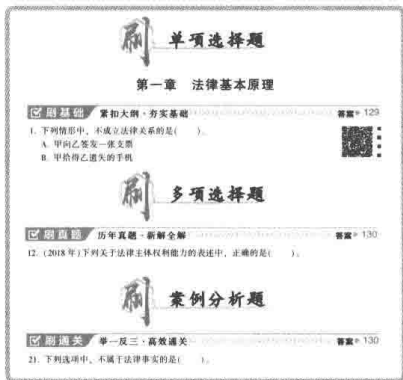 刷 单项选择题
第一章 法律基本原理
刷基础 紧扣大纲·夯实基础 答案 129
1. 下列情形中，不成立法律关系的是( )。
A. 甲向乙签发一张支票
B. 甲拾得乙遗失的手机
刷 多项选择题
刷真题 历年真题·新解全解 答案 130
12. (2018年)下列关于法律主体权利能力的表述中，正确的是( )。
刷 案例分析题
刷通关 举一反三·高效通关 答案 130
21. 下列选项中，不属于法律事实的是( )。